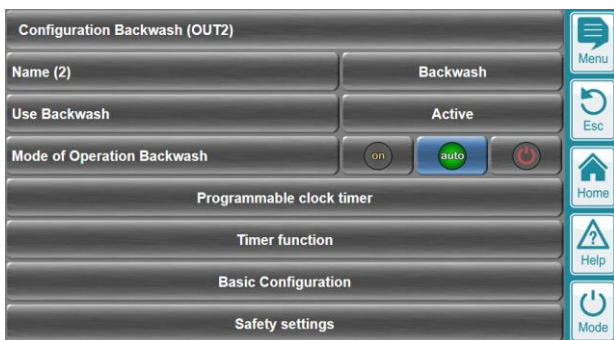 Configuration Backwash (OUT2)
Name (2) Backwash
Use Backwash Active
Mode of Operation Backwash on auto
Programmable clock timer
Timer function
Basic Configuration
Safety settings
Menu
Esc
Home
? Help
Mode